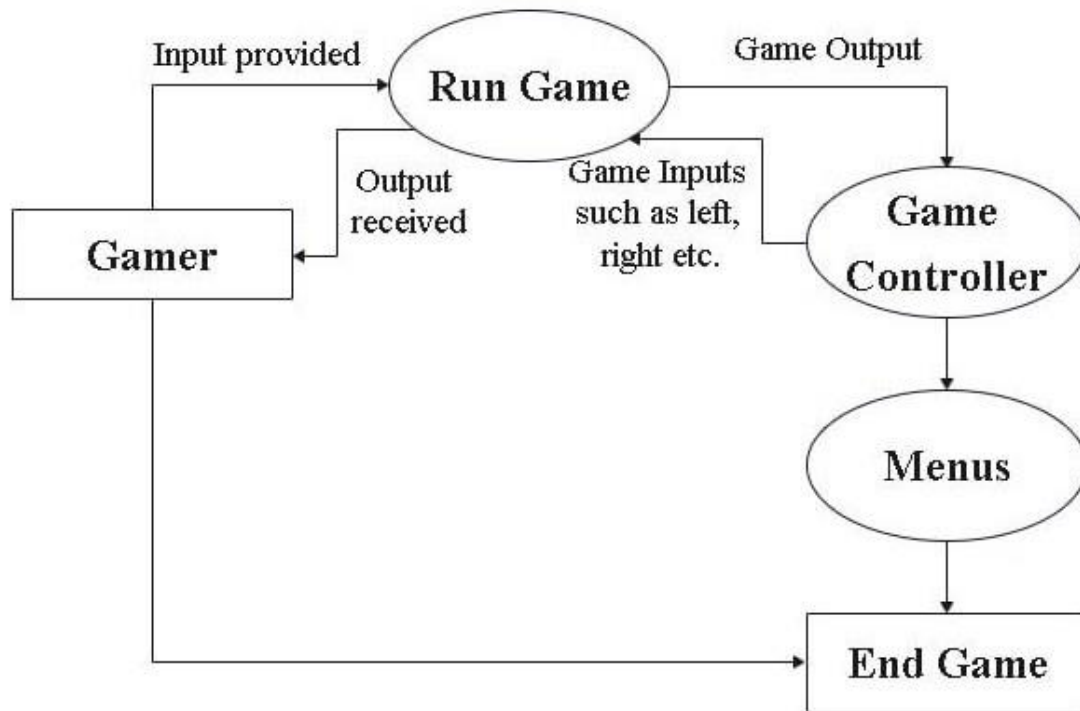 Input provided
Run Game
Game Output
Output
received
Game Inputs
such as left,
right etc.
Gamer
Game
Controller
Menus
End Game